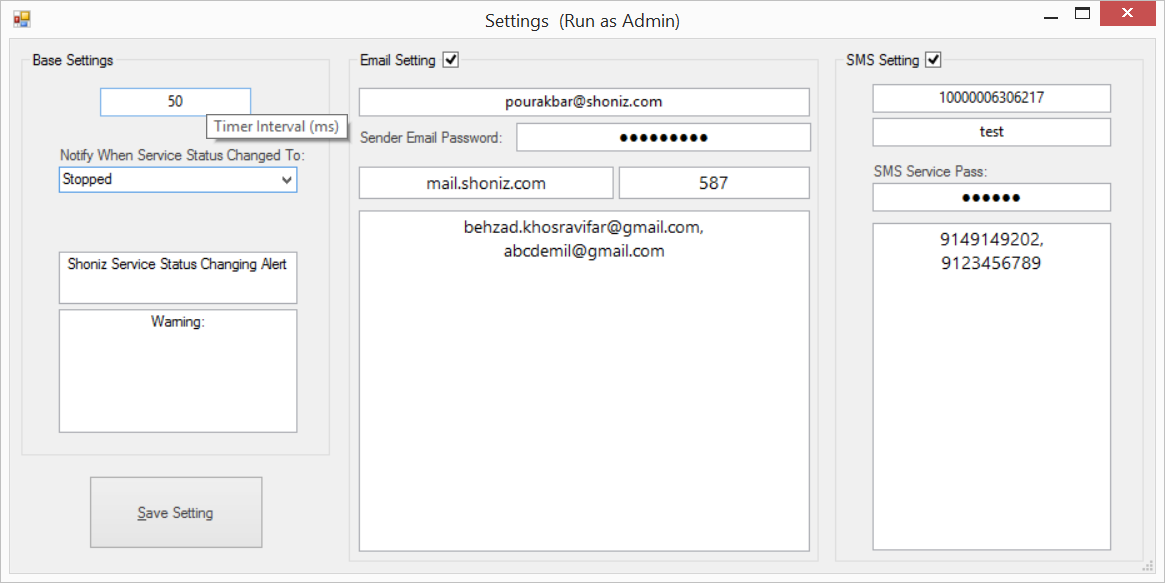 Settings (Run as Admin)
Base Settings
50
Timer Interval (ms)
Notify When Service Status Changed To:
Stopped
Shoniz Service Status Changing Alert
Warning:
Save Setting
Email Setting
pourakbar@shoniz.com
Sender Email Password:
●●●●●●●●●
mail.shoniz.com
587
behzad.khosravifar@gmail.com,
abcdemil@gmail.com
SMS Setting
10000006306217
test
SMS Service Pass:
●●●●●●
9149149202,
9123456789